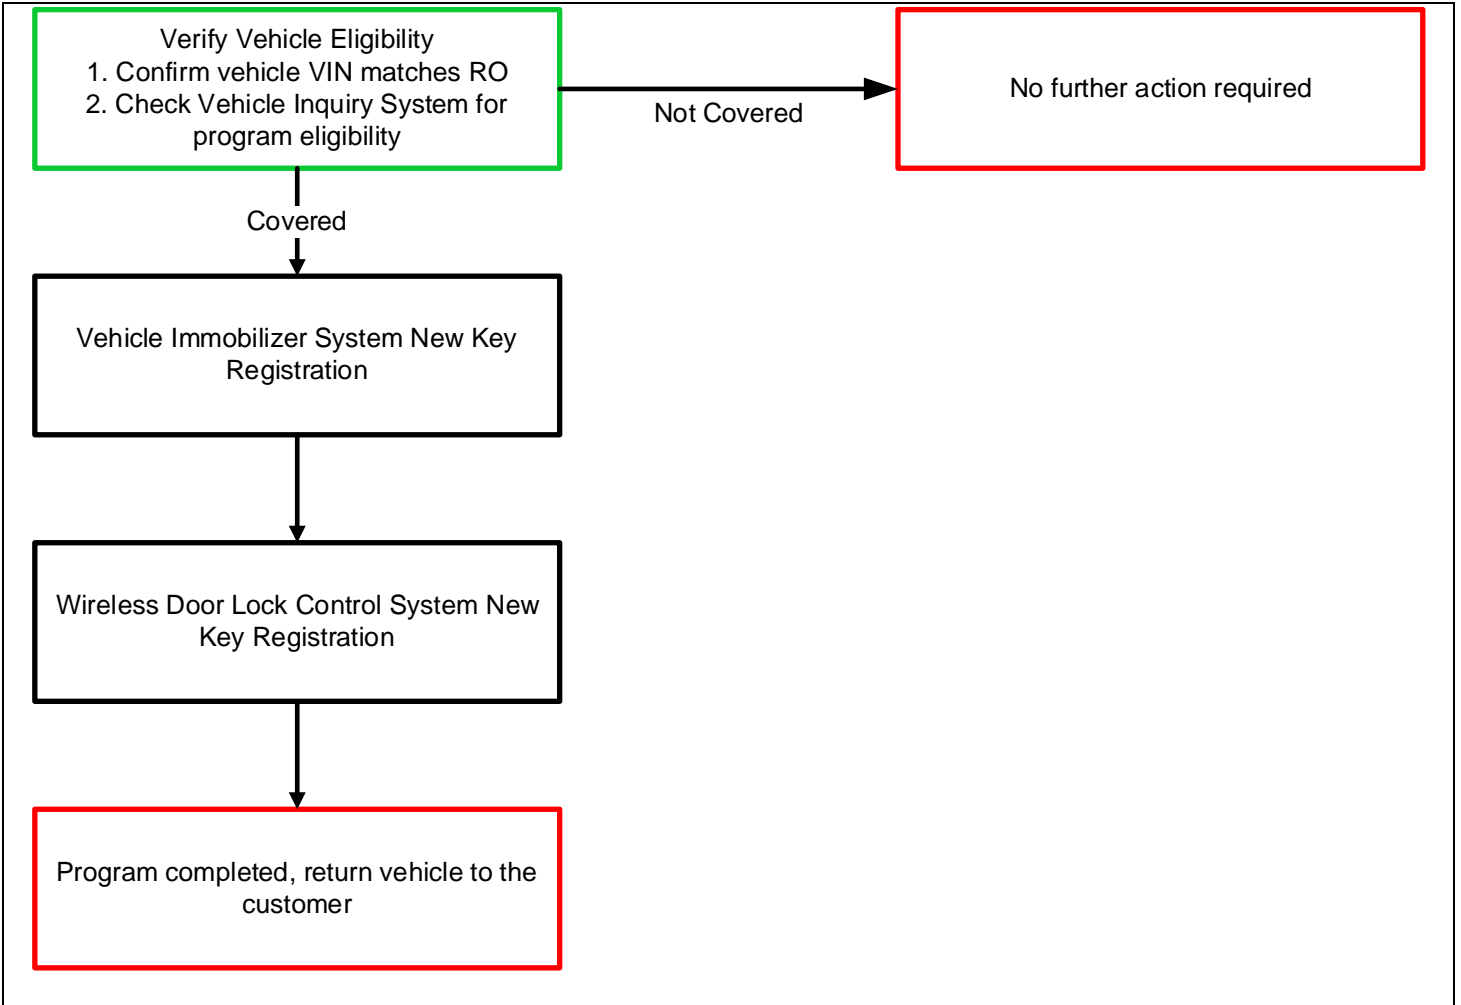 Verify Vehicle Eligibility
1. Confirm vehicle VIN matches RO
2. Check Vehicle Inquiry System for
program eligibility
Not Covered
No further action required
Covered
Vehicle Immobilizer System New Key
Registration
Wireless Door Lock Control System New
Key Registration
Program completed, return vehicle to the
customer